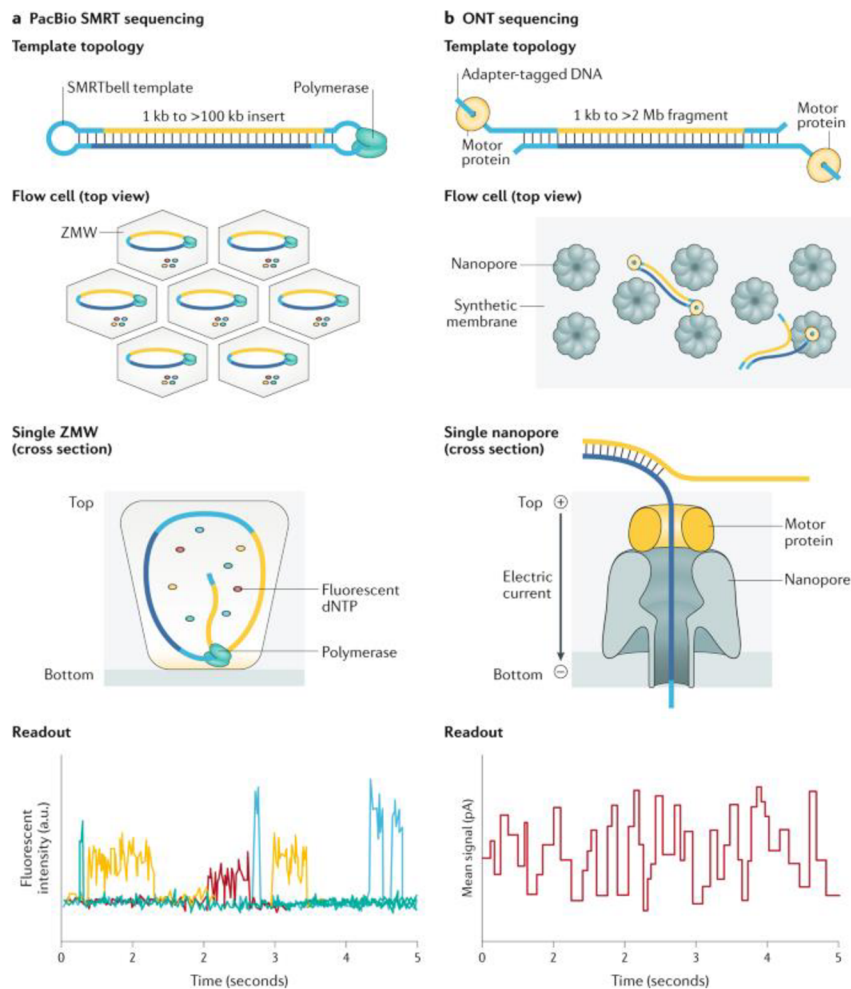 a PacBio SMRT sequencing
Template topology
SMRTbell template
Polymerase
1 kb to >100 kb insert
Flow cell (top view)
ZMW
Single ZMW
(cross section)
Top
Fluorescent
dNTP
Polymerase
Bottom
Readout
Fluorescent
intensity (a.u.)
0 2 2 3 4 5
Time (seconds)
b ONT sequencing
Template topology
Adapter-tagged DNA
1 kb to >2 Mb fragment
Motor
protein
Motor
protein
Flow cell (top view)
Nanopore
Synthetic
membrane
Single nanopore
(cross section)
Top +
Motor
protein
Nanopore
Electric
current
Bottom −
Readout
Mean signal (pA)
0 2 2 3 4 5
Time (seconds)